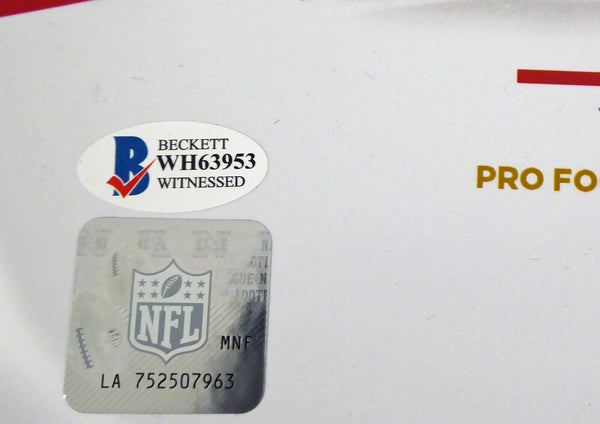 BECKETT
B WH63953
WITNESSED
PRO FO
NFL
MNF
LA 752507963